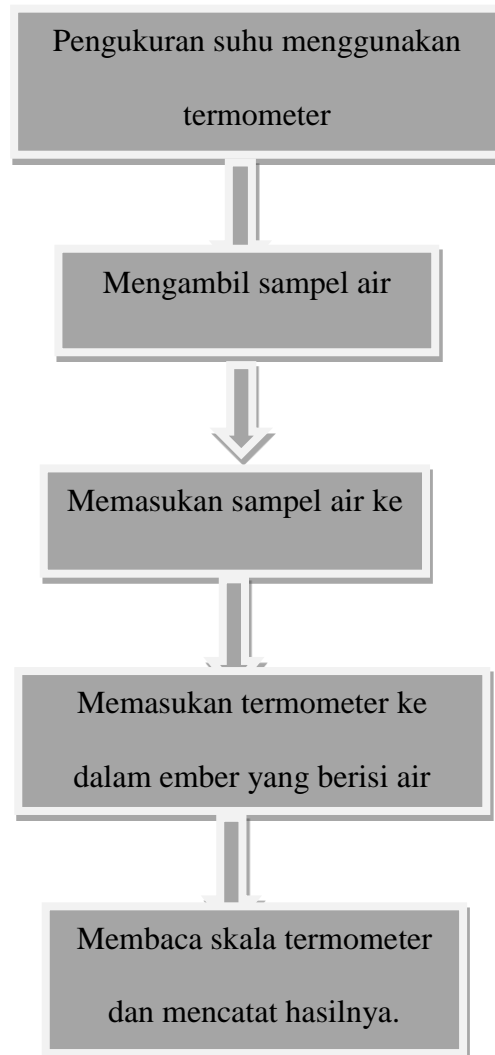 Pengukuran suhu menggunakan
termometer
Mengambil sampel air
Memasukan sampel air ke
Memasukan termometer ke
dalam ember yang berisi air
Membaca skala termometer
dan mencatat hasilnya.